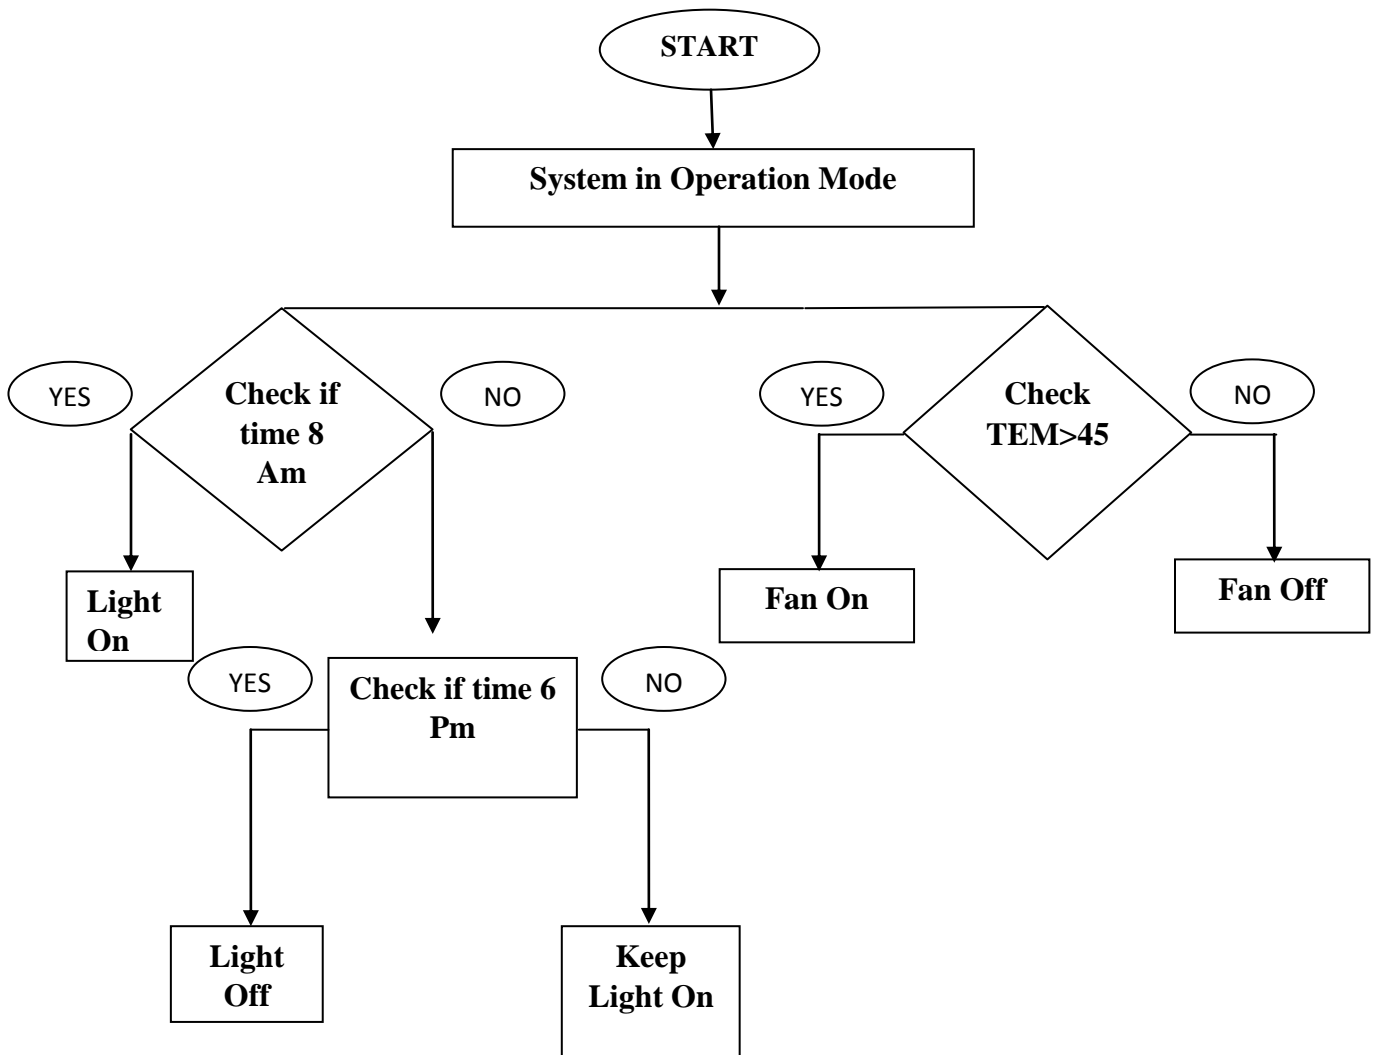 START
System in Operation Mode
YES
Check if
time 8
Am
NO
YES
Check
TEM>45
NO
Light
On
Fan On
Fan Off
YES
Check if time 6
Pm
NO
Light
Off
Keep
Light On